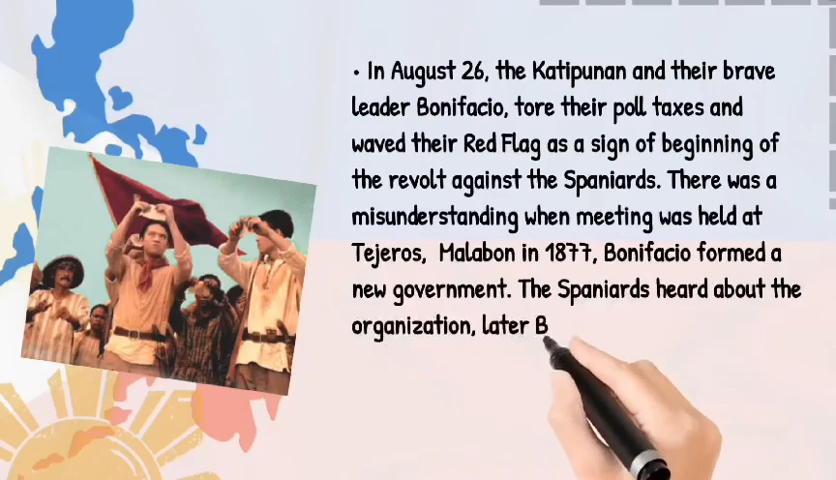 • In August 26, the Katipunan and their brave
leader Bonifacio, tore their poll taxes and
waved their Red Flag as a sign of beginning of
the revolt against the Spaniards. There was a
misunderstanding when meeting was held at
Tejeros, Malabon in 1877, Bonifacio formed a
new government. The Spaniards heard about the
organization, later B